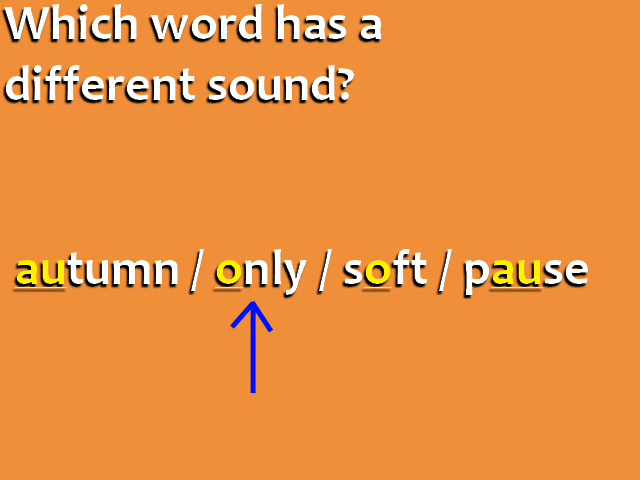 Which word has a
different sound?
autumn / only / soft / pause